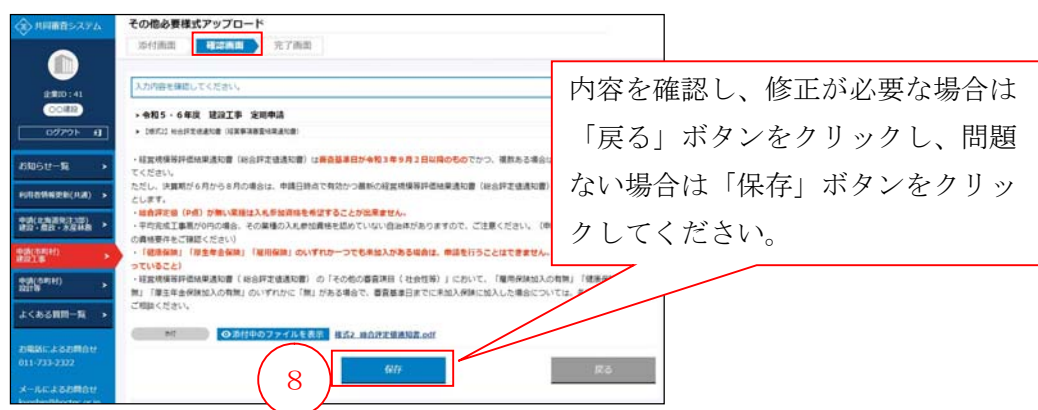 共同審査システム
企業ID:41
〇〇建設
ログアウト
お知らせ一覧
利用者情報更新(共通)
申請(北海道発注3部)
建設・農政・水産林務
申請(市町村)
建設工事
申請(市町村)
設計等
よくある質問一覧
お電話によるお問合せ
011-733-2322
メールによるお問合せ
その他必要様式アップロード
添付画面
確認画面
完了画面
入力内容を確認してください。
令和5・6年度 建設工事 定期申請
【様式2】総合評定値通知書(経営事項審査結果通知書)
・経営規模等評価結果通知書(総合評定値通知書)は審査基準日が令和3年9月2日以降のものでかつ、複数ある場合は
てください。
ただし、決算期が6月から8月の場合は、申請日時点で有効かつ最新の経営規模等評価結果通知書(総合評定値通知書)
とします。
・総合評定値(P点)が無い業種は入札参加資格を希望することが出来ません。
・平均完成工事高が0円の場合、その業種の入札参加資格を認めていない自治体がありますので、ご注意ください。(申
の資格要件をご確認ください)
・「健康保険」「厚生年金保険」「雇用保険」のいずれか一つでも未加入がある場合は、申請を行うことはできません。
っていること)
・経営規模等評価結果通知書(総合評定値通知書)の「その他の審査項目(社会性等)」において、「雇用保険加入の有無」「健康保
無」「厚生年金保険加入の有無」のいずれかに「無」がある場合で、審査基準日までに未加入保険に加入した場合については、
ご相談ください。
添付中のファイルを表示
様式2_総合評定値通知書.pdf
保存
戻る
8
内容を確認し、修正が必要な場合は
「戻る」ボタンをクリックし、問題
ない場合は「保存」ボタンをクリッ
クしてください。